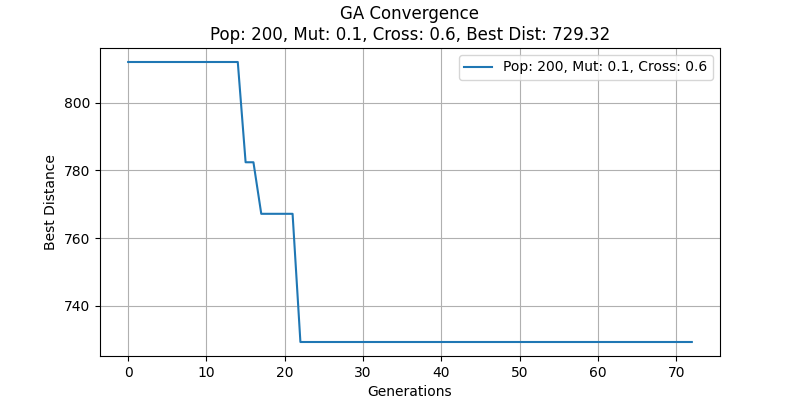 GA Convergence
Pop: 200, Mut: 0.1, Cross: 0.6, Best Dist: 729.32
Pop: 200, Mut: 0.1, Cross: 0.6
800
780
760
740
Best Distance
0 10 20 30 40 50 60 70
Generations